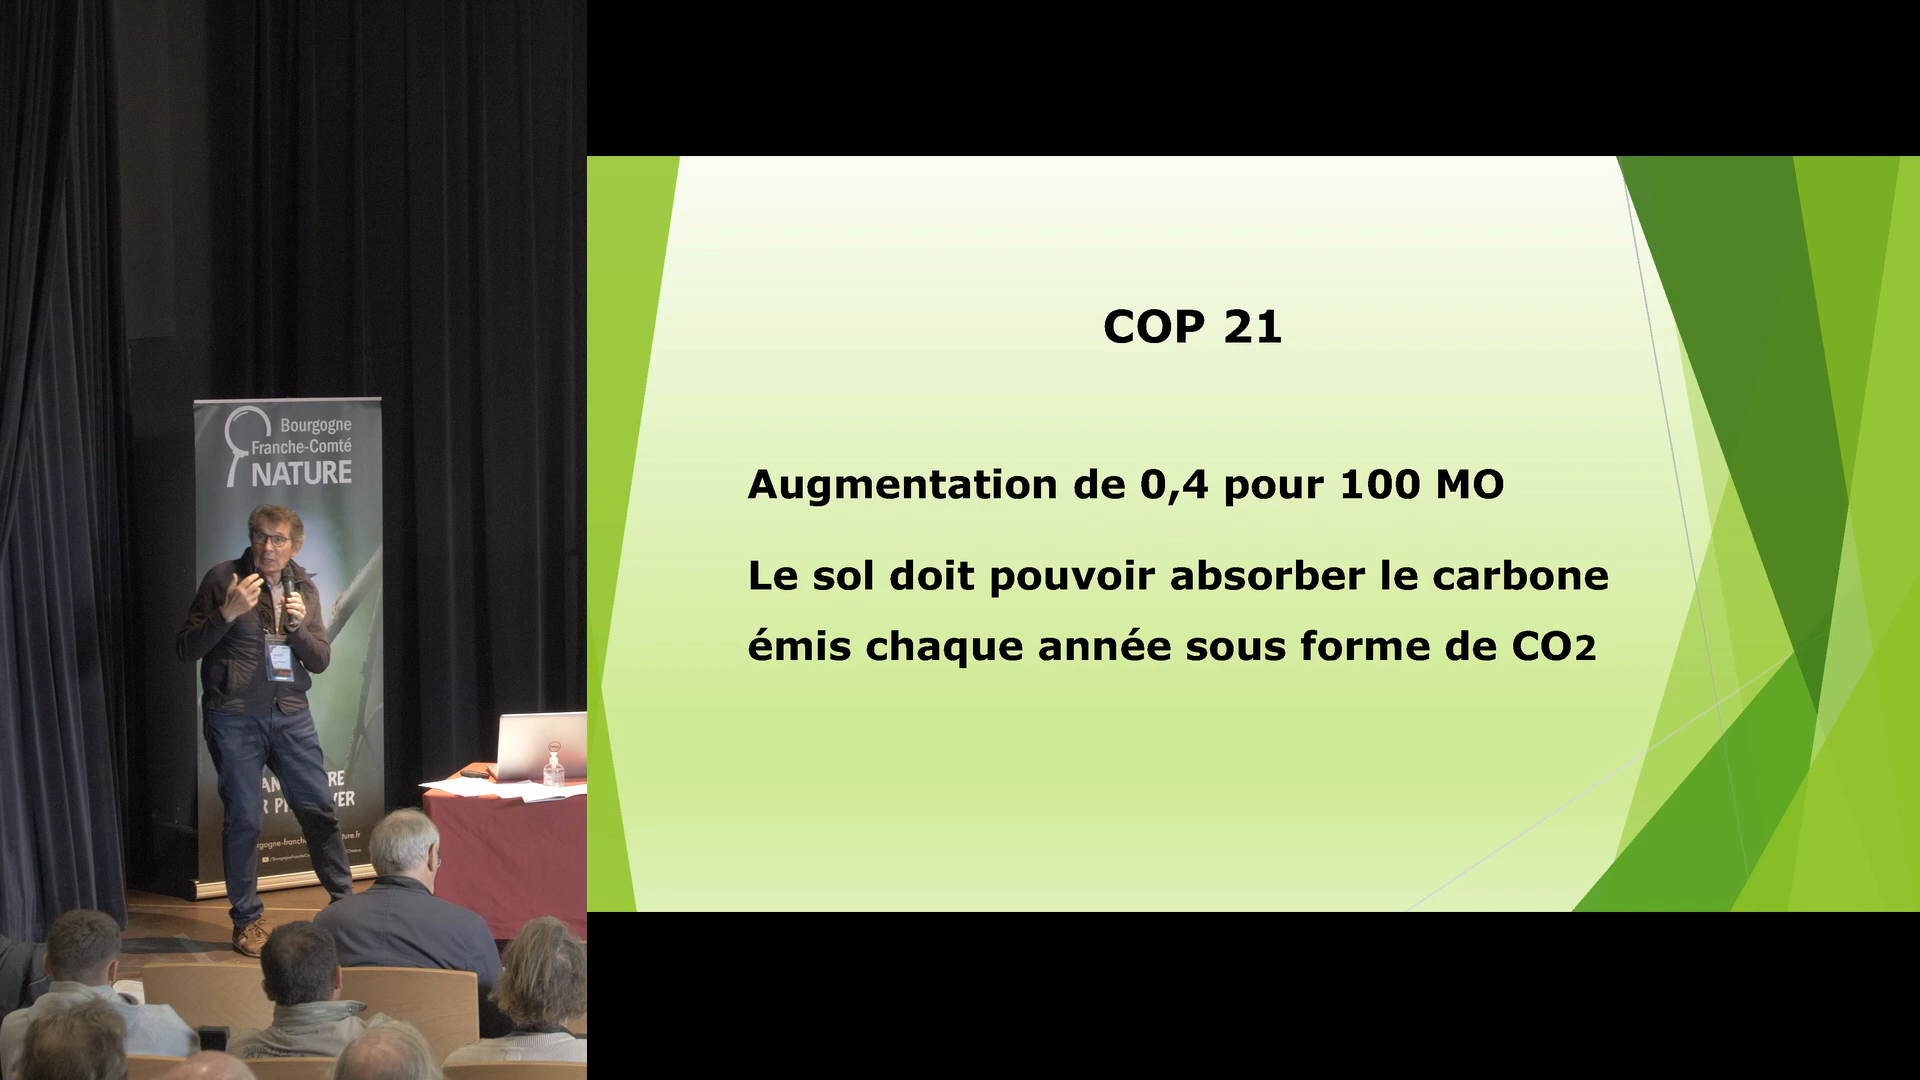 Bourgogne
Franche-Comté
NATURE
COP 21
Augmentation de 0,4 pour 100 MO
Le sol doit pouvoir absorber le carbone
émis chaque année sous forme de CO2